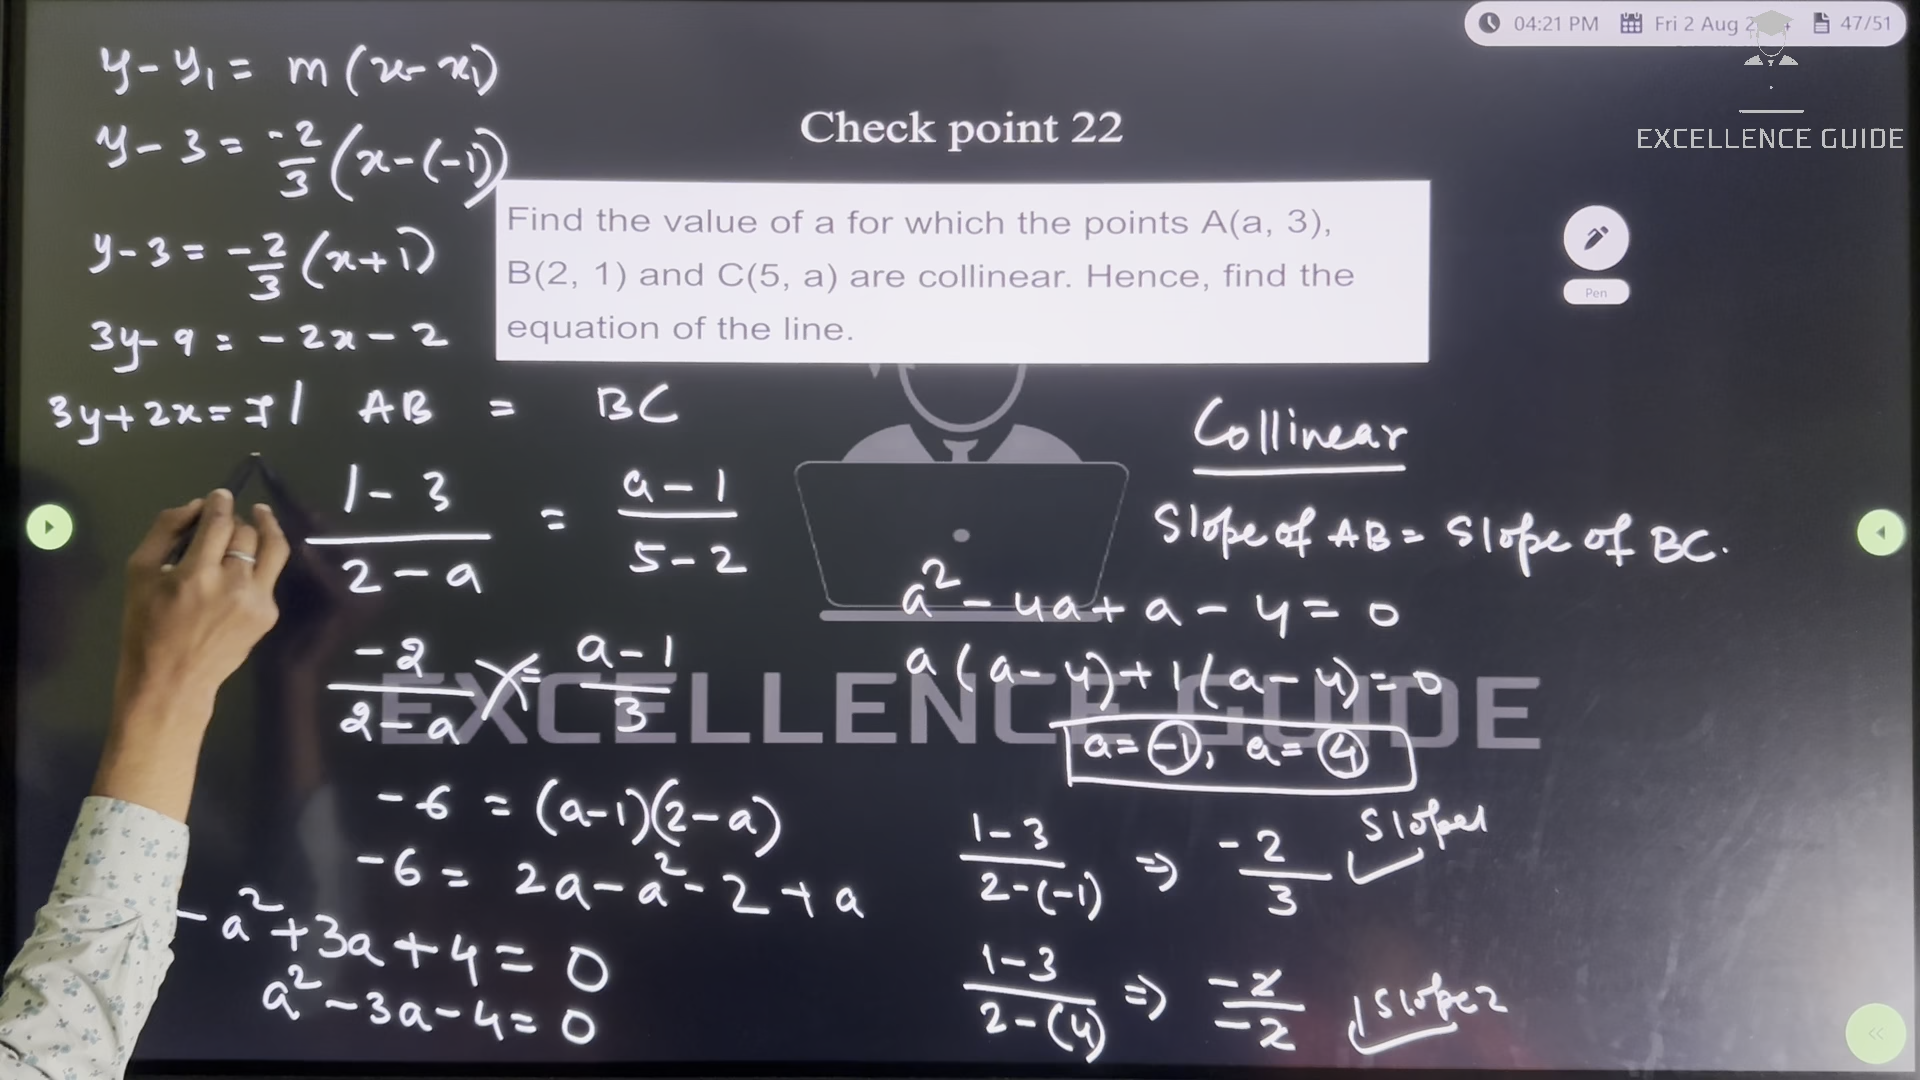 04:21 PM Fri 2 Aug 47/51
EXCELLENCE GUIDE
Check point 22
Find the value of a for which the points A(a, 3),
B(2, 1) and C(5, a) are collinear. Hence, find the
equation of the line.
Pen
y - y₁ = m (x - x₁)
y - 3 = -2/3 (x - (-1))
y - 3 = -2/3 (x + 1)
3y - 9 = - 2x - 2
3y + 2x =
AB = BC
1 - 3 / 2 - a = a - 1 / 5 - 2
-2 / 2 - a = a - 1 / 3
- 6 = (a - 1)(2 - a)
- 6 = 2a - a² - 2 + a
- a² + 3a + 4 = 0
a² - 3a - 4 = 0
Collinear
Slope of AB = Slope of BC.
a² - 4a + a - 4 = 0
a (a - 4) + 1 (a - 4) = 0
a = -1, a = 4
1 - 3 / 2 - (-1) ⇒ -2 / 3 Slope1
1 - 3 / 2 - (4) ⇒ -2 / -2 Slope2
EXCELLENCE GUIDE